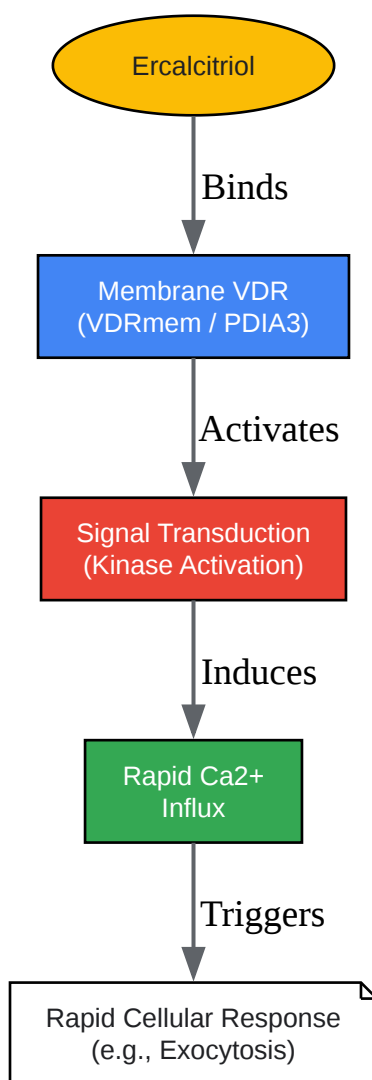 Ercalcitriol
Binds
Membrane VDR
(VDRmem / PDIA3)
Activates
Signal Transduction
(Kinase Activation)
Induces
Rapid Ca2+
Influx
Triggers
Rapid Cellular Response
(e.g., Exocytosis)